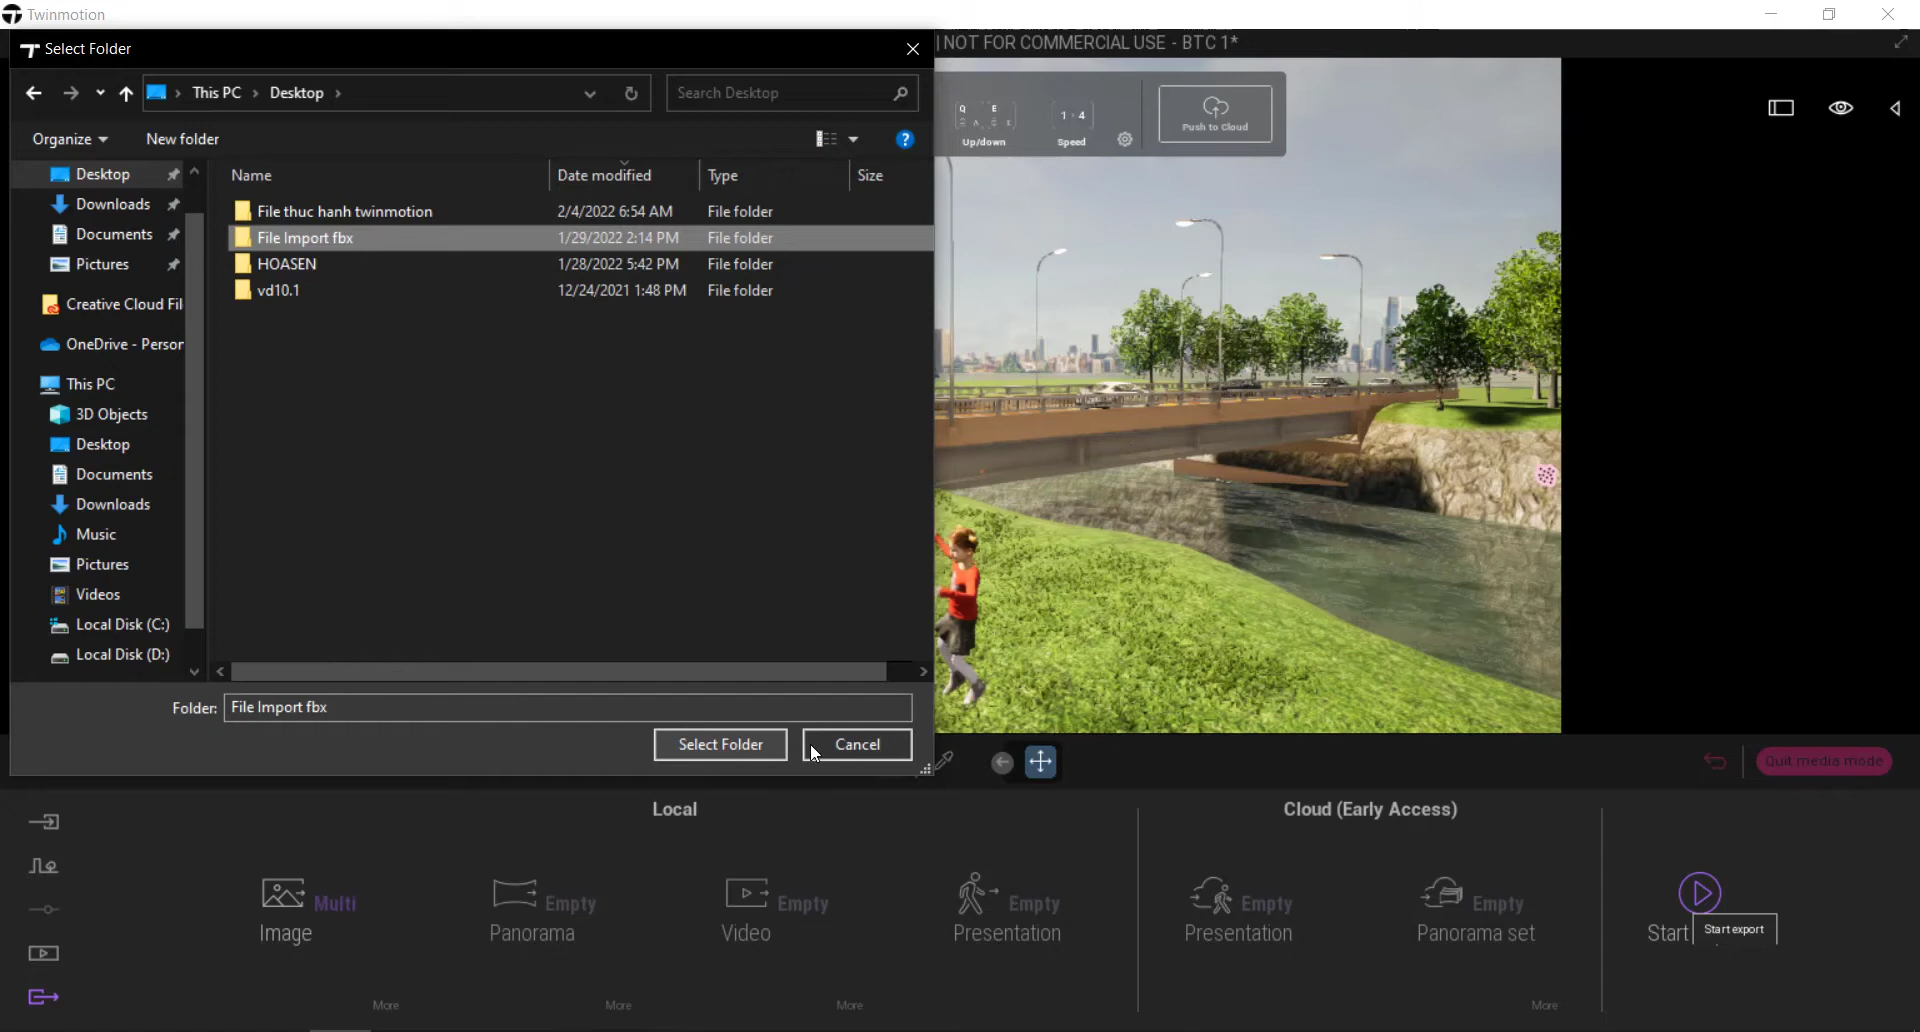 Twinmotion
Select Folder
| NOT FOR COMMERCIAL USE - BTC 1*
This PC > Desktop >
Search Desktop
Organize
New folder
Q E
1 4
Up/down
Speed
Push to Cloud
Name
Date modified
Type
Size
File thuc hanh twinmotion 2/4/2022 6:54 AM File folder
File Import fbx 1/29/2022 2:14 PM File folder
HOASEN 1/28/2022 5:42 PM File folder
vd10.1 12/24/2021 1:48 PM File folder
Desktop
Downloads
Documents
Pictures
Creative Cloud Fil
OneDrive - Person
This PC
3D Objects
Desktop
Documents
Downloads
Music
Pictures
Videos
Local Disk (C:)
Local Disk (D:)
Folder: File Import fbx
Select Folder
Cancel
Quit media mode
Local
Cloud (Early Access)
Multi
Image
Empty
Panorama
Empty
Video
Empty
Presentation
Empty
Presentation
Empty
Panorama set
Start
Start export
More
More
More
More